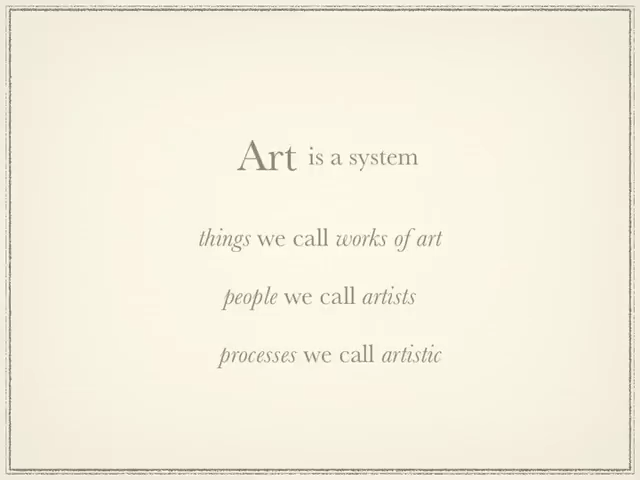 Art is a system
things we call works of art
people we call artists
processes we call artistic